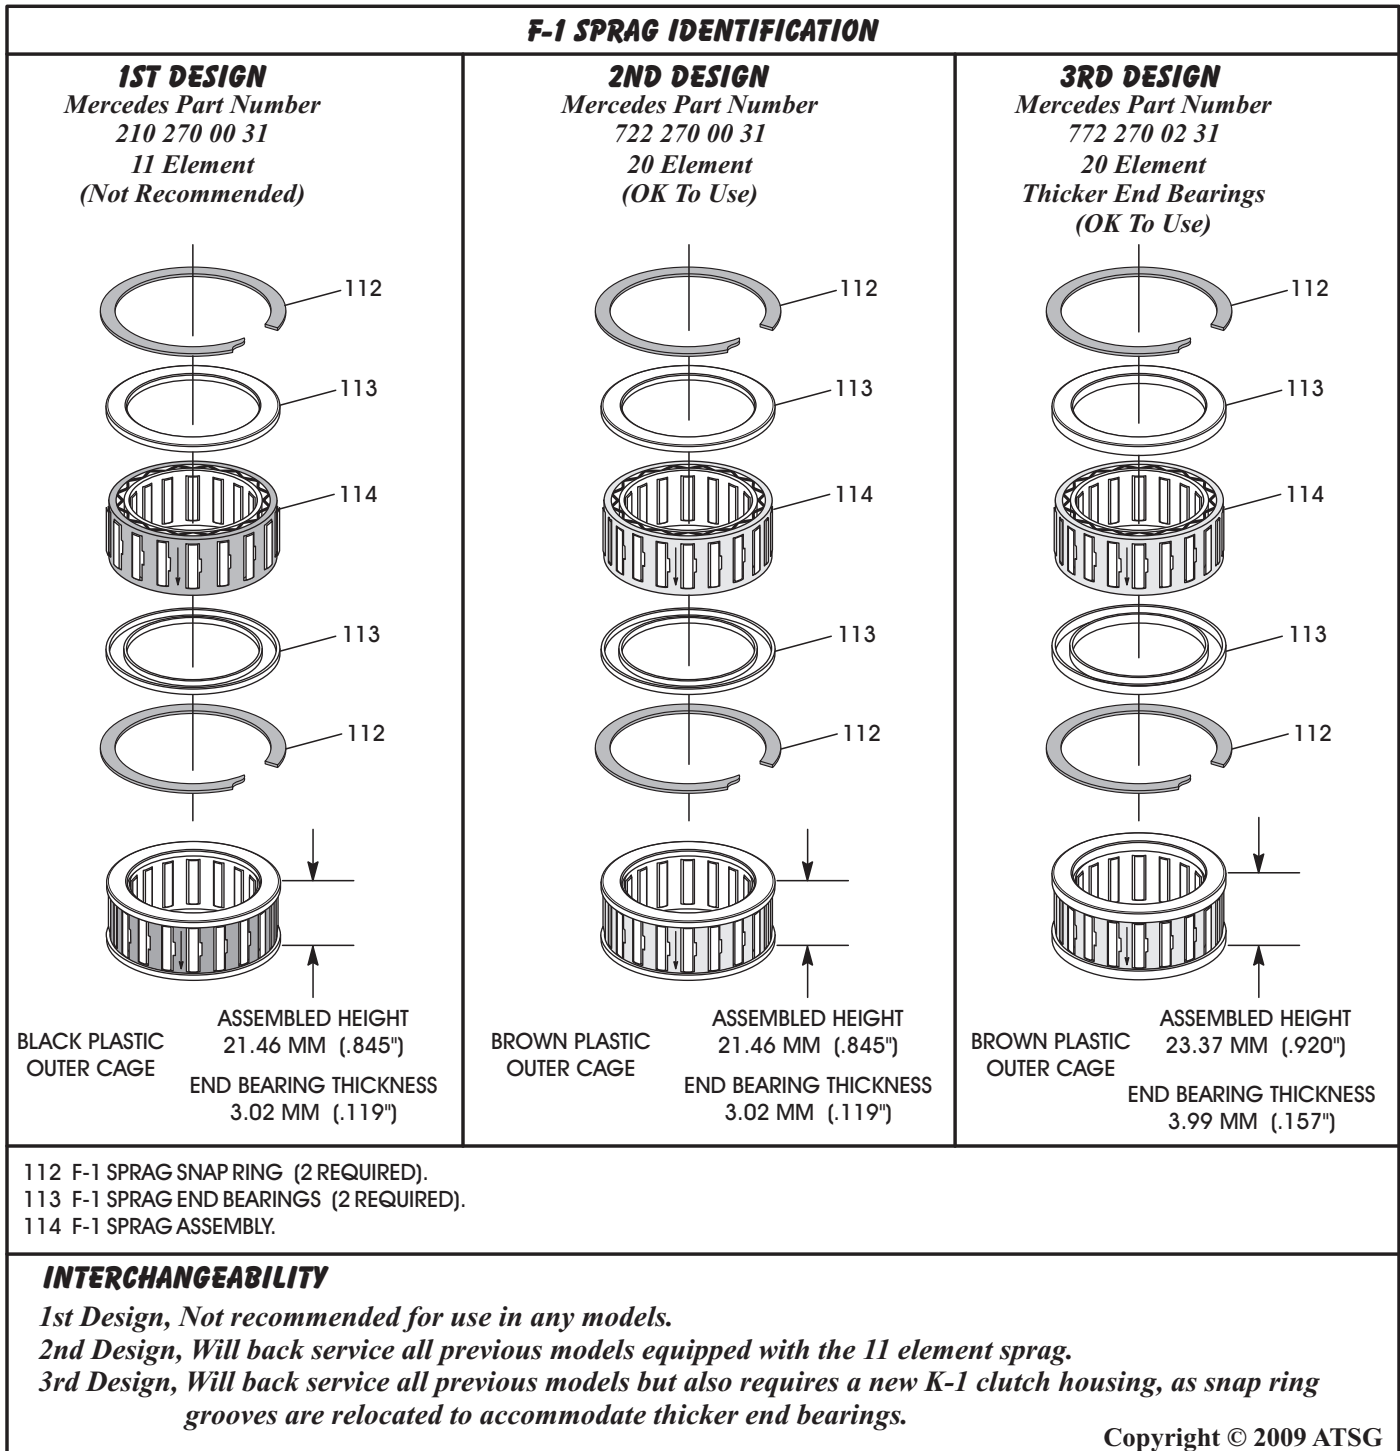 F-1 SPRAG IDENTIFICATION
1ST DESIGN
Mercedes Part Number
210 270 00 31
11 Element
(Not Recommended)
112
113
114
113
112
BLACK PLASTIC
OUTER CAGE
ASSEMBLED HEIGHT
21.46 MM (.845")
END BEARING THICKNESS
3.02 MM (.119")
2ND DESIGN
Mercedes Part Number
722 270 00 31
20 Element
(OK To Use)
112
113
114
113
112
BROWN PLASTIC
OUTER CAGE
ASSEMBLED HEIGHT
21.46 MM (.845")
END BEARING THICKNESS
3.02 MM (.119")
3RD DESIGN
Mercedes Part Number
772 270 02 31
20 Element
Thicker End Bearings
(OK To Use)
112
113
114
113
112
BROWN PLASTIC
OUTER CAGE
ASSEMBLED HEIGHT
23.37 MM (.920")
END BEARING THICKNESS
3.99 MM (.157")
112 F-1 SPRAG SNAP RING (2 REQUIRED).
113 F-1 SPRAG END BEARINGS (2 REQUIRED).
114 F-1 SPRAG ASSEMBLY.
INTERCHANGEABILITY
1st Design, Not recommended for use in any models.
2nd Design, Will back service all previous models equipped with the 11 element sprag.
3rd Design, Will back service all previous models but also requires a new K-1 clutch housing, as snap ring
grooves are relocated to accommodate thicker end bearings.
Copyright © 2009 ATSG